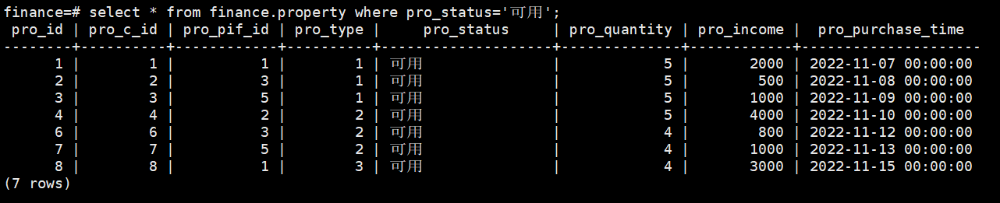 finance=# select * from finance.property where pro_status='可用';
 pro_id | pro_c_id | pro_pif_id | pro_type |     pro_status     | pro_quantity | pro_income |  pro_purchase_time
--------+----------+------------+----------+--------------------+--------------+------------+---------------------
      1 |        1 |          1 |        1 | 可用               |            5 |       2000 | 2022-11-07 00:00:00
      2 |        2 |          3 |        1 | 可用               |            5 |        500 | 2022-11-08 00:00:00
      3 |        3 |          5 |        1 | 可用               |            5 |       1000 | 2022-11-09 00:00:00
      4 |        4 |          2 |        2 | 可用               |            5 |       4000 | 2022-11-10 00:00:00
      6 |        6 |          3 |        2 | 可用               |            4 |        800 | 2022-11-12 00:00:00
      7 |        7 |          5 |        2 | 可用               |            4 |       1000 | 2022-11-13 00:00:00
      8 |        8 |          1 |        3 | 可用               |            4 |       3000 | 2022-11-15 00:00:00
(7 rows)